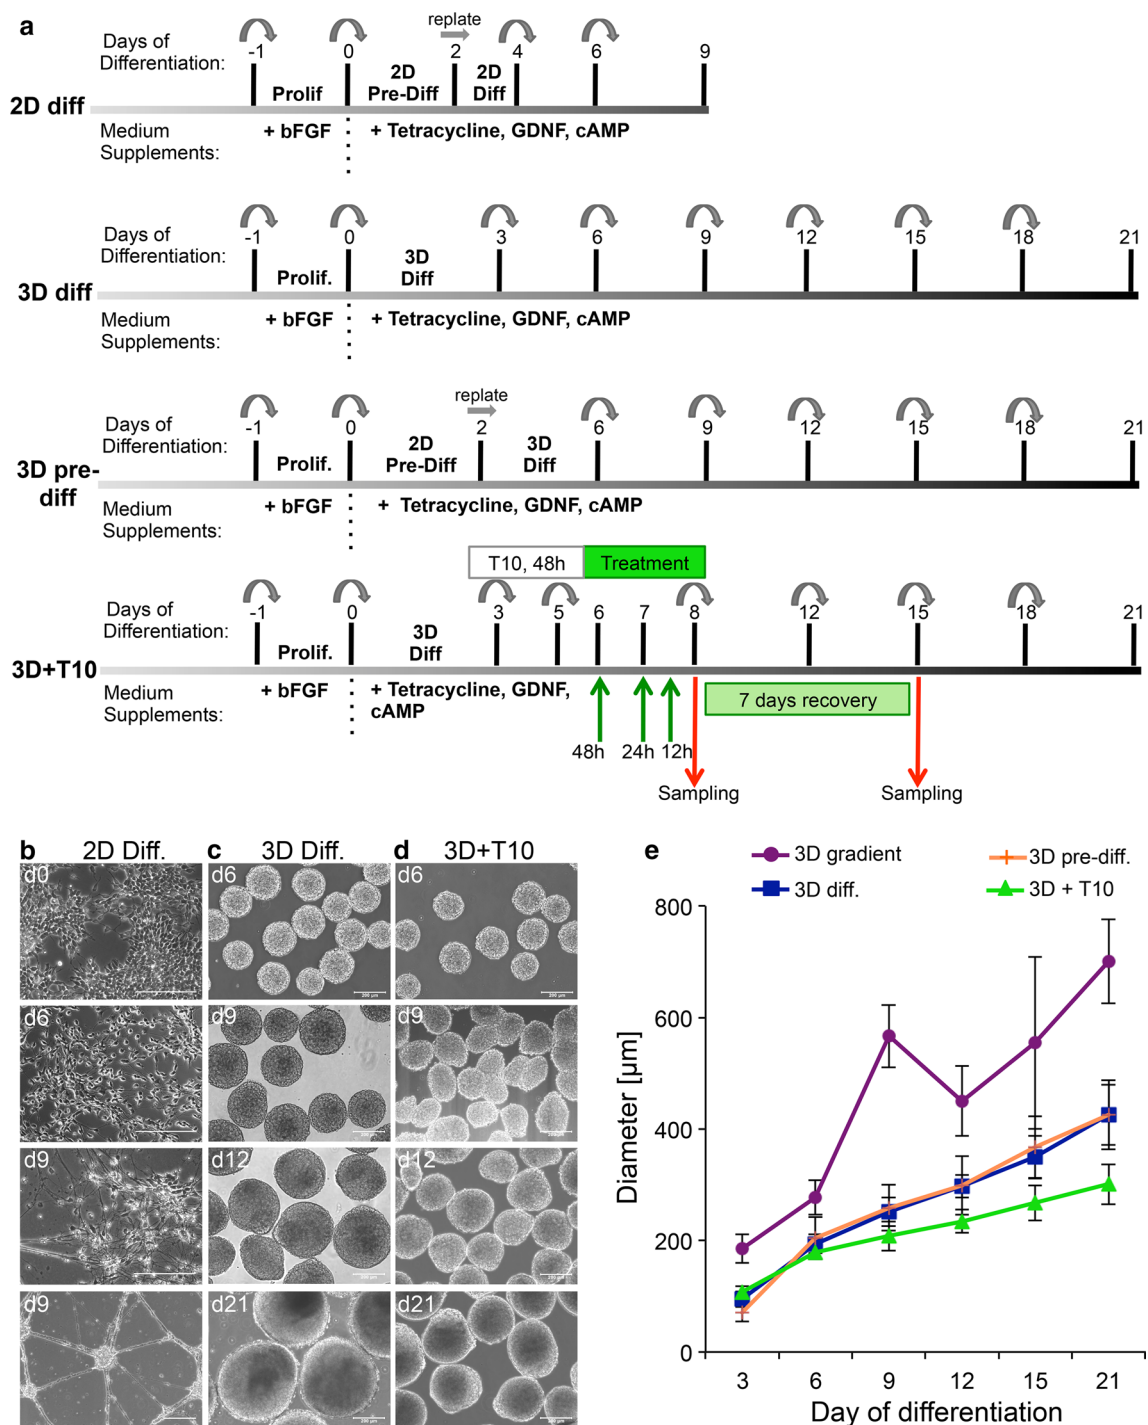 a
replate
Days of
Differentiation:
-1
0
2
4
6
9
Prolif
2D
Pre-Diff
2D
Diff
2D diff
Medium
Supplements:
+ bFGF
+ Tetracycline, GDNF, cAMP
Days of
Differentiation:
-1
0
3
6
9
12
15
18
21
Prolif.
3D
Diff
3D diff
Medium
Supplements:
+ bFGF
+ Tetracycline, GDNF, cAMP
replate
Days of
Differentiation:
-1
0
2
6
9
12
15
18
21
Prolif.
2D
Pre-Diff
3D
Diff
3D pre-
diff
Medium
Supplements:
+ bFGF
+ Tetracycline, GDNF, cAMP
T10, 48h
Treatment
Days of
Differentiation:
-1
0
3
5
6
7
8
12
15
18
21
Prolif.
3D
Diff
3D+T10
Medium
Supplements:
+ bFGF
+ Tetracycline, GDNF,
cAMP
7 days recovery
48h
24h
12h
Sampling
Sampling
b 2D Diff.
d0
d6
d9
d9
c 3D Diff.
d6
200 µm
d9
d12
d21
d 3D+T10
d6
200 µm
d9
d12
d21
e
3D gradient
3D pre-diff.
3D diff.
3D + T10
Diameter [µm]
800
600
400
200
0
3
6
9
12
15
21
Day of differentiation